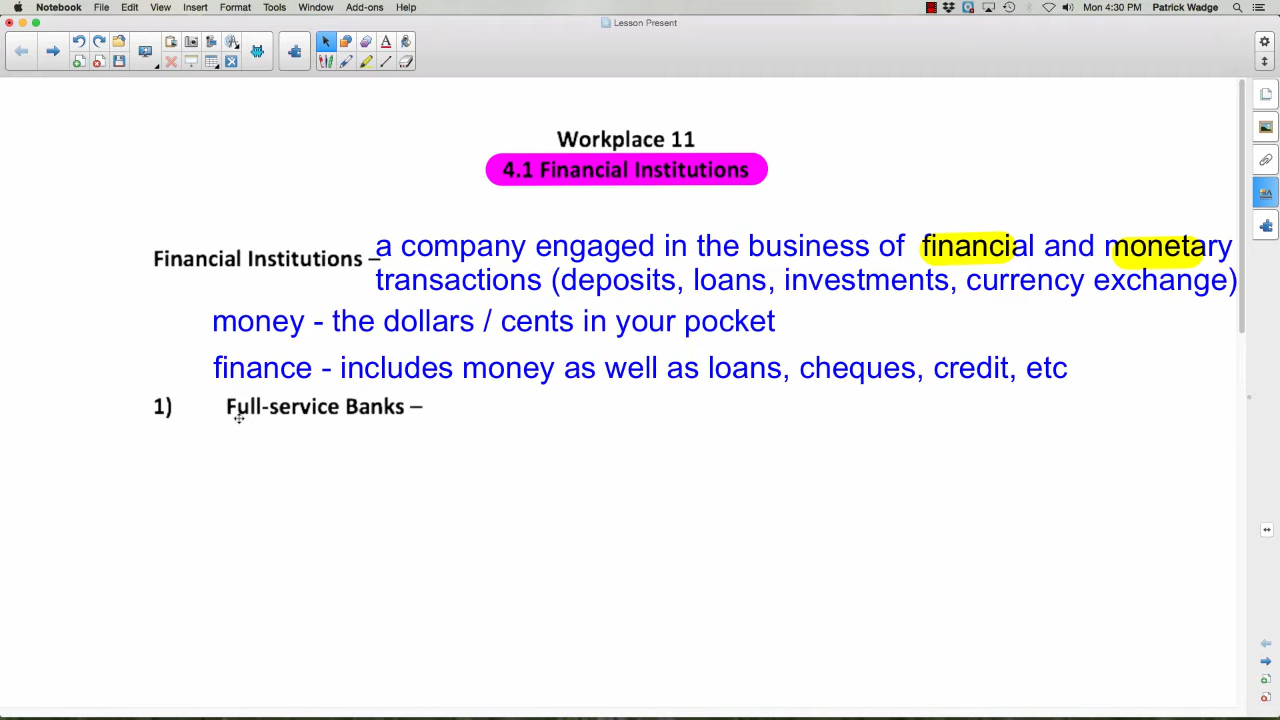 Notebook File Edit View Insert Format Tools Window Add-ons Help Mon 4:30 PM Patrick Wadge
Lesson Present
Workplace 11
4.1 Financial Institutions
Financial Institutions – a company engaged in the business of financial and monetary
transactions (deposits, loans, investments, currency exchange)
money - the dollars / cents in your pocket
finance - includes money as well as loans, cheques, credit, etc
1) Full-service Banks –